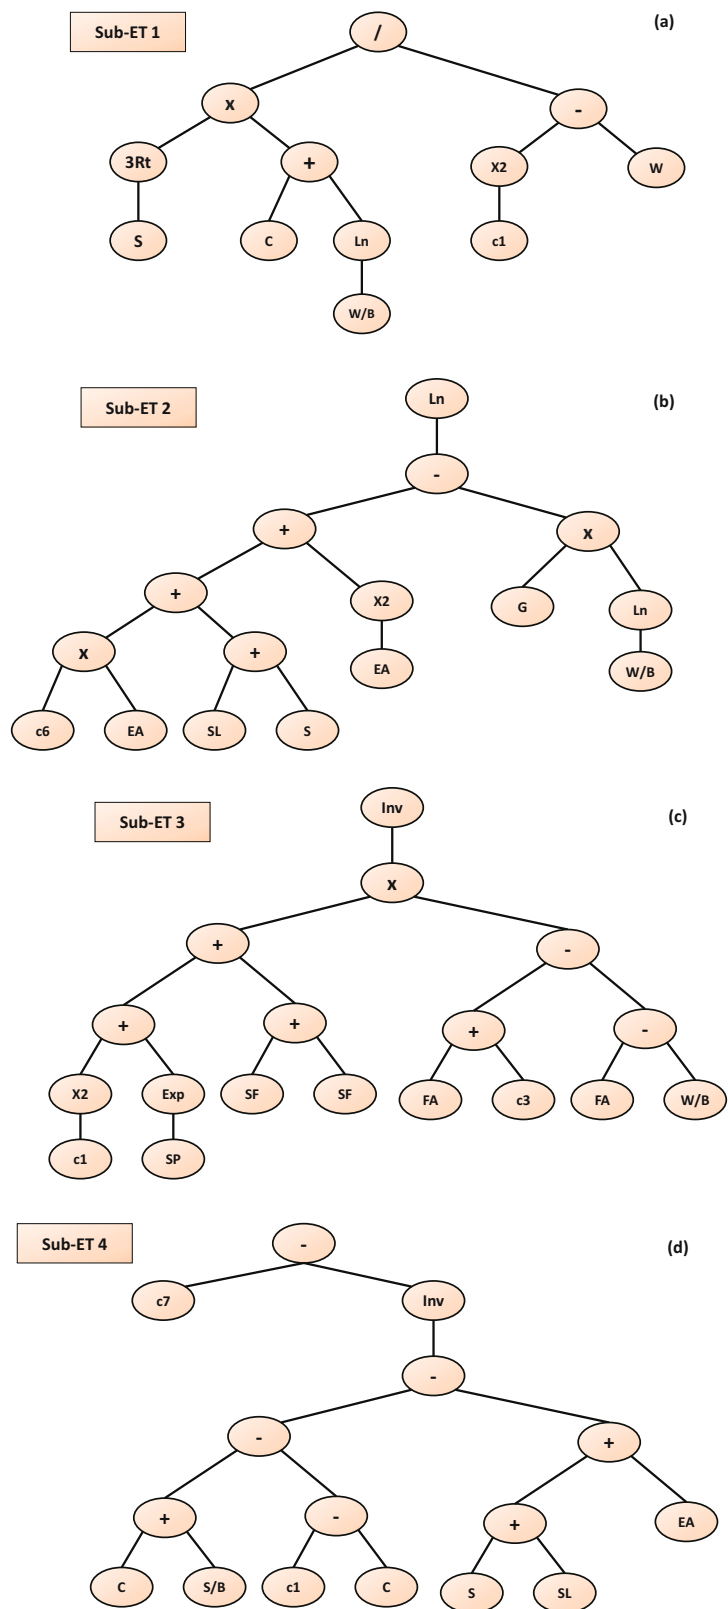 Sub-ET 1
(a)
/
x
-
3Rt
+
X2
W
S
C
Ln
c1
W/B
Sub-ET 2
(b)
Ln
-
+
x
+
X2
G
Ln
x
+
EA
W/B
c6
EA
SL
S
Sub-ET 3
(c)
Inv
x
+
-
+
+
+
-
X2
Exp
SF
SF
FA
c3
FA
W/B
c1
SP
Sub-ET 4
(d)
-
c7
Inv
-
-
+
+
-
+
EA
C
S/B
c1
C
S
SL